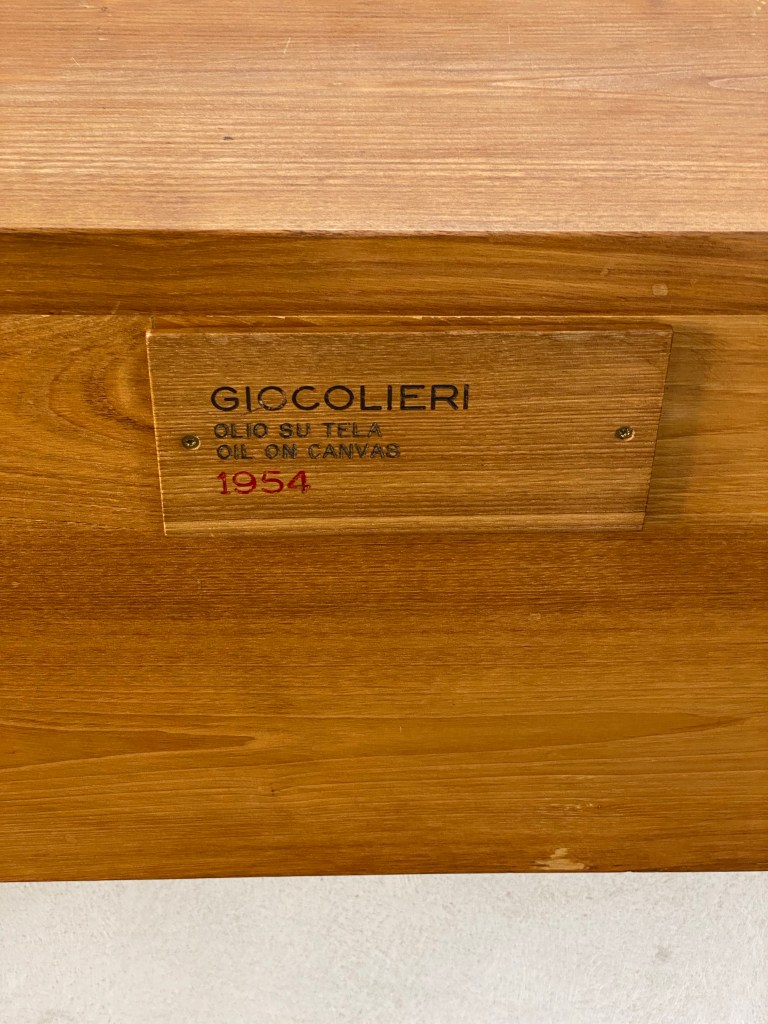 GIOCOLIERI
OLIO SU TELA
OIL ON CANVAS
1954